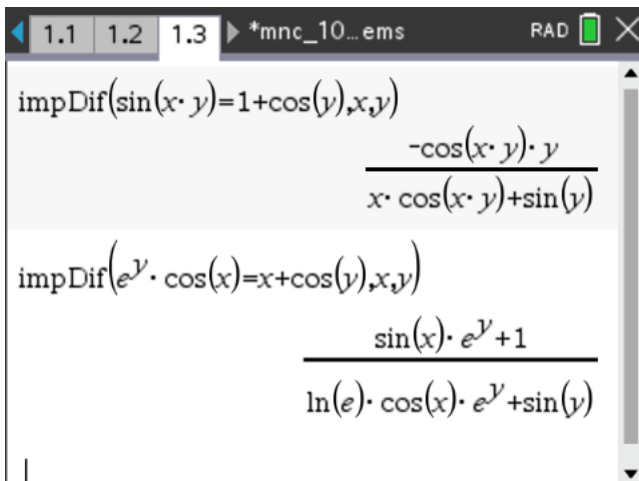 1.1 1.2 1.3 *mnc_10...ems RAD
impDif(sin(x·y)=1+cos(y),x,y)
-cos(x·y)·y
x·cos(x·y)+sin(y)
impDif(e^y·cos(x)=x+cos(y),x,y)
sin(x)·e^y+1
ln(e)·cos(x)·e^y+sin(y)